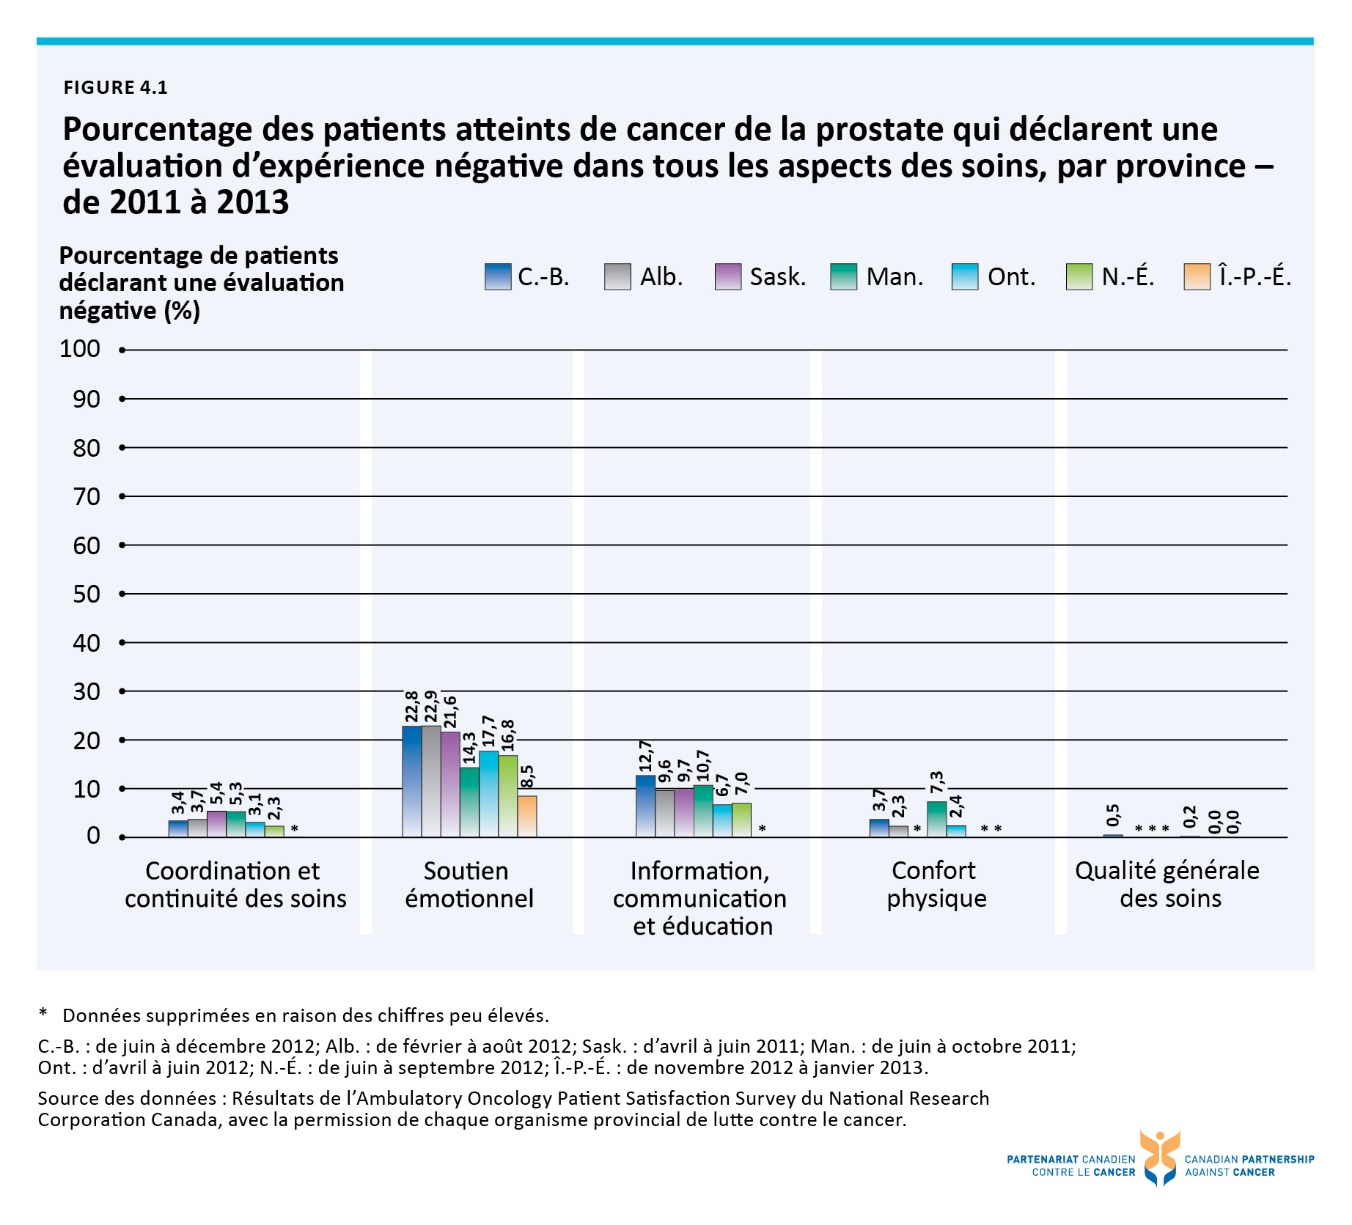 FIGURE 4.1
Pourcentage des patients atteints de cancer de la prostate qui déclarent une
évaluation d’expérience négative dans tous les aspects des soins, par province –
de 2011 à 2013
Pourcentage de patients
déclarant une évaluation
négative (%)
C.-B. Alb. Sask. Man. Ont. N.-É. Î.-P.-É.
100
90
80
70
60
50
40
30
20
10
0
3,4 3,7 5,4 5,3 3,1 2,3 *
22,8 22,9 21,6 14,3 17,7 16,8 8,5
12,7 9,6 9,7 10,7 6,7 7,0 *
3,7 2,3 * 7,3 2,4 * *
0,5 * * * 0,2 0,0 0,0
Coordination et
continuité des soins
Soutien
émotionnel
Information,
communication
et éducation
Confort
physique
Qualité générale
des soins
* Données supprimées en raison des chiffres peu élevés.
C.-B. : de juin à décembre 2012; Alb. : de février à août 2012; Sask. : d’avril à juin 2011; Man. : de juin à octobre 2011;
Ont. : d’avril à juin 2012; N.-É. : de juin à septembre 2012; Î.-P.-É. : de novembre 2012 à janvier 2013.
Source des données : Résultats de l’Ambulatory Oncology Patient Satisfaction Survey du National Research
Corporation Canada, avec la permission de chaque organisme provincial de lutte contre le cancer.
PARTENARIAT CANADIEN
CONTRE LE CANCER
CANADIAN PARTNERSHIP
AGAINST CANCER